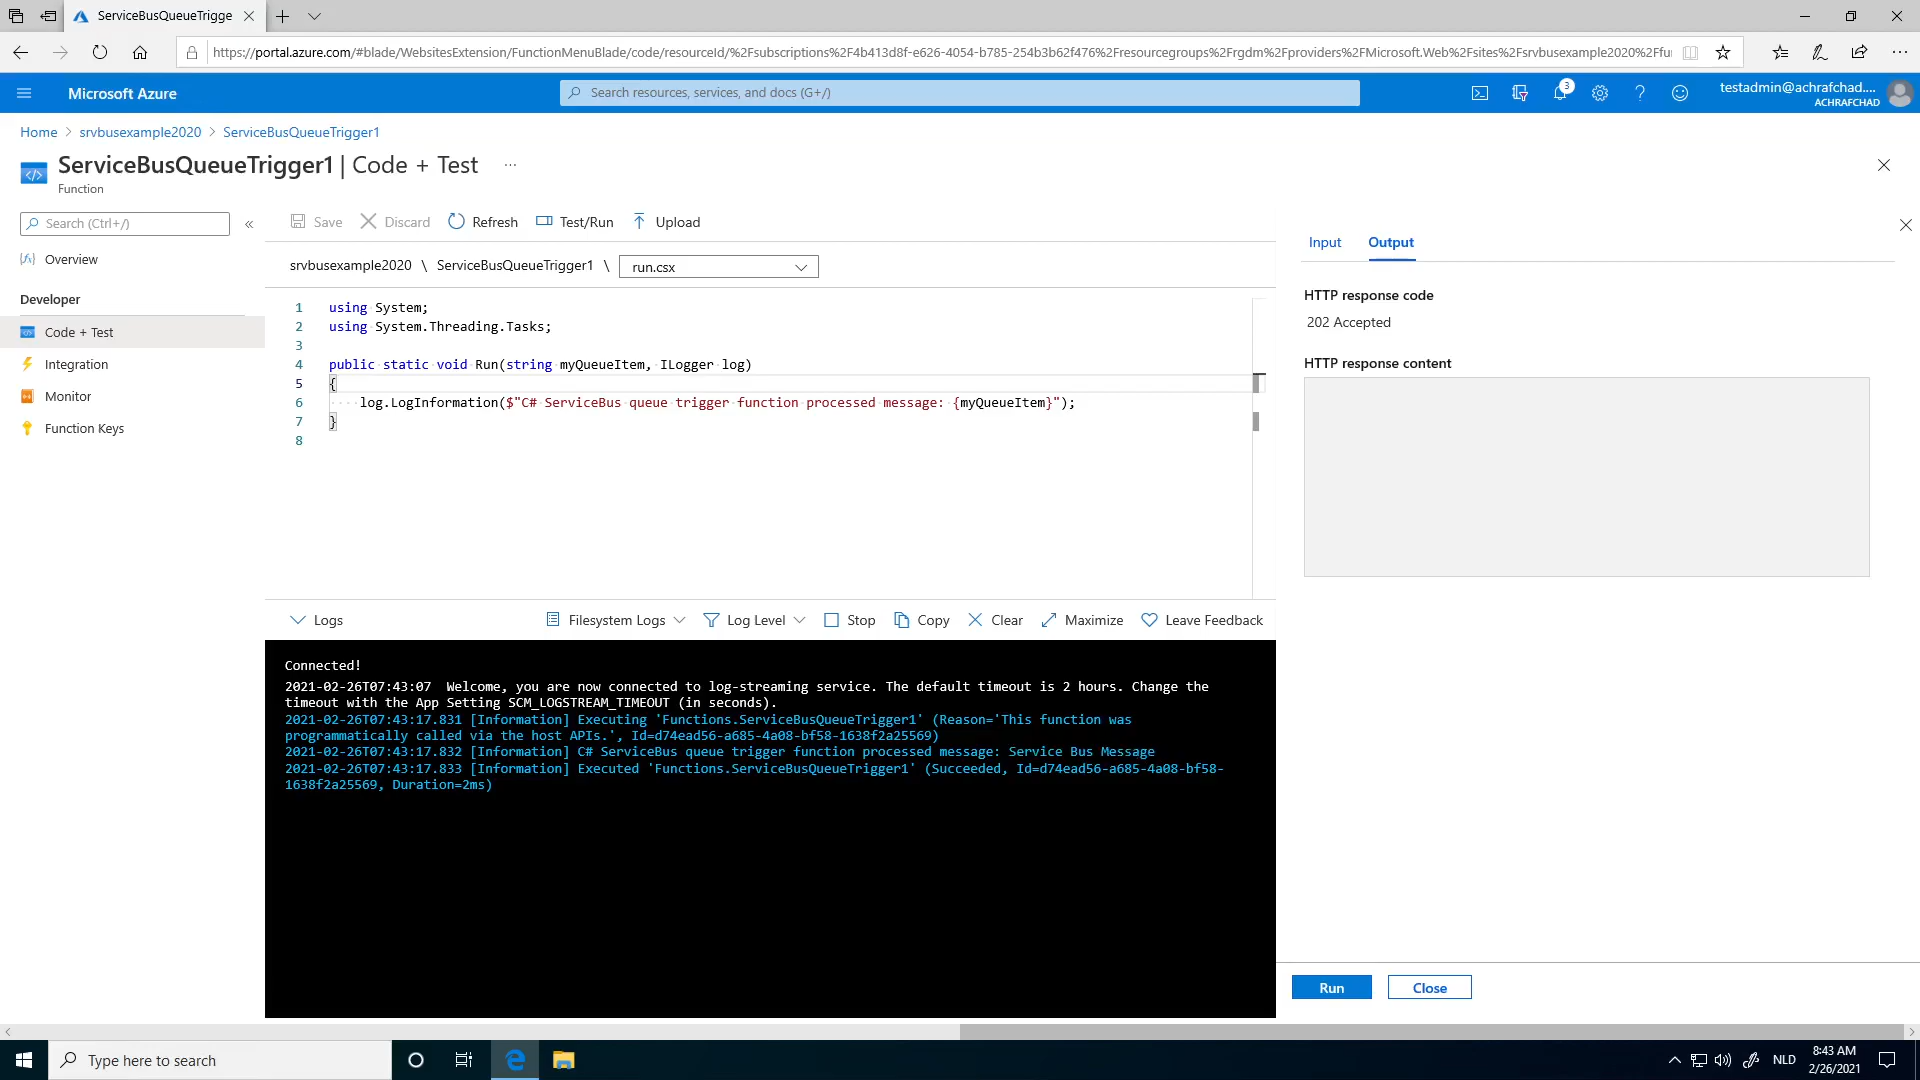 ServiceBusQueueTrigge
https://portal.azure.com/#blade/WebsitesExtension/FunctionMenuBlade/code/resourceId/%2Fsubscriptions%2F4b413d8f-e626-4054-b785-254b3b62f476%2Fresourcegroups%2Frgdm%2Fproviders%2FMicrosoft.Web%2Fsites%2Fsrvbusexample2020%2Ffu
Microsoft Azure
Search resources, services, and docs (G+/)
3
testadmin@achrafchad....
ACHRAFCHAD
Home > srvbusexample2020 > ServiceBusQueueTrigger1
ServiceBusQueueTrigger1 | Code + Test ...
Function
Search (Ctrl+/) «
Save Discard Refresh Test/Run Upload
Overview
Developer
Code + Test
Integration
Monitor
Function Keys
srvbusexample2020 \ ServiceBusQueueTrigger1 \ run.csx
1 using System;
2 using System.Threading.Tasks;
3
4 public static void Run(string myQueueItem, ILogger log)
5 {
6 log.LogInformation($"C# ServiceBus queue trigger function processed message: {myQueueItem}");
7 }
8
Logs Filesystem Logs Log Level Stop Copy Clear Maximize Leave Feedback
Connected!
2021-02-26T07:43:07 Welcome, you are now connected to log-streaming service. The default timeout is 2 hours. Change the
timeout with the App Setting SCM_LOGSTREAM_TIMEOUT (in seconds).
2021-02-26T07:43:17.831 [Information] Executing 'Functions.ServiceBusQueueTrigger1' (Reason='This function was
programmatically called via the host APIs.', Id=d74ead56-a685-4a08-bf58-1638f2a25569)
2021-02-26T07:43:17.832 [Information] C# ServiceBus queue trigger function processed message: Service Bus Message
2021-02-26T07:43:17.833 [Information] Executed 'Functions.ServiceBusQueueTrigger1' (Succeeded, Id=d74ead56-a685-4a08-bf58-
1638f2a25569, Duration=2ms)
Input Output
HTTP response code
202 Accepted
HTTP response content
Run Close
Type here to search
NLD
8:43 AM
2/26/2021